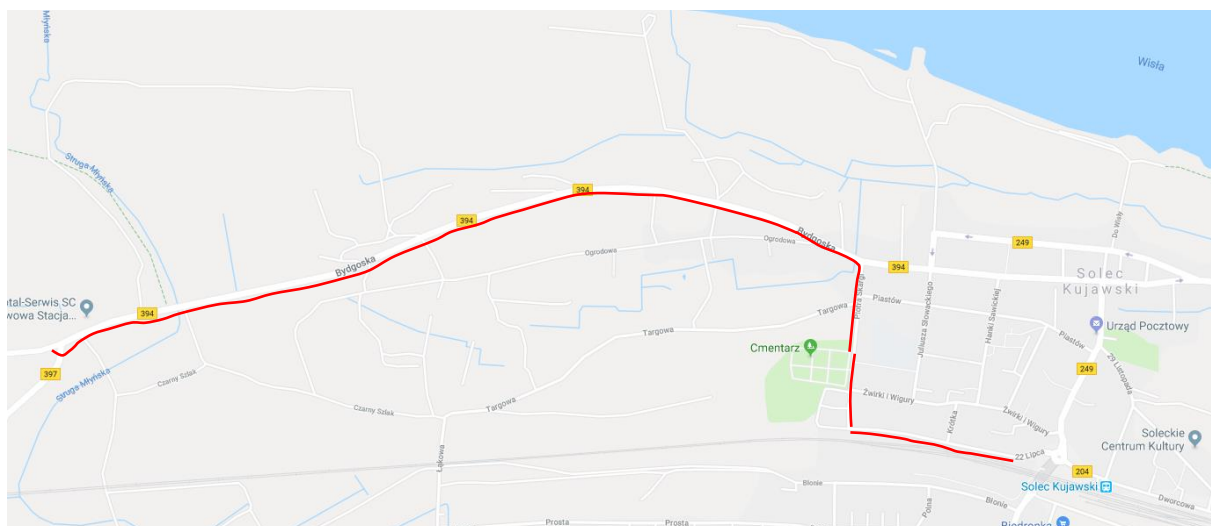 Młyńska
Wisła
Struga Młyńska
Do Wisły
394
394
Bydgoska
249
Ogrodowa
Ogrodowa
Bydgoska
394
Solec
Kujawski
ntal-Serwis SC
wowa Stacja...
394
Piotra Skargi
Piastów
Targowa
Juliusza Słowackiego
Hanki Sawickiej
Urząd Pocztowy
Targowa
Piastów
Cmentarz
29 Listopada
249
397
Struga Młyńska
Czarny Szlak
Żwirki i Wigury
Targowa
Czarny Szlak
Krótka
Żwirki i Wigury
Soleckie
Centrum Kultury
22 Lipca
Łąkowa
204
Błonie
Solec Kujawski
Dworcowa
Błonie
Polna
Prosta
Prosta
Biedronka